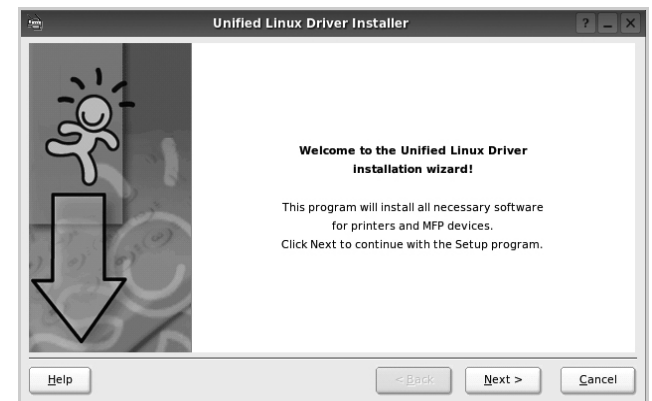 Unified Linux Driver Installer
?
Welcome to the Unified Linux Driver
installation wizard!
This program will install all necessary software
for printers and MFP devices.
Click Next to continue with the Setup program.
Help
< Back
Next >
Cancel